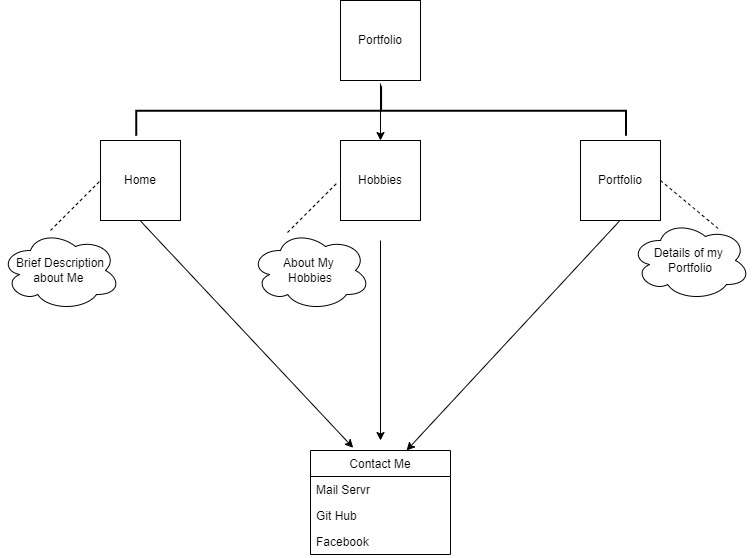 Portfolio
Home
Hobbies
Portfolio
Brief Description
about Me
About My
Hobbies
Details of my
Portfolio
Contact Me
Mail Servr
Git Hub
Facebook